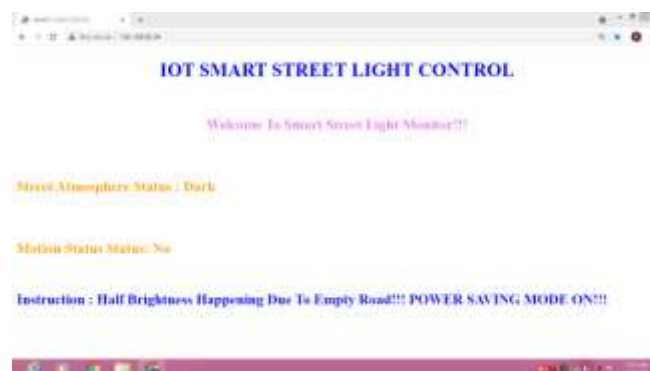 IOT SMART STREET LIGHT CONTROL
Welcome To Smart Street Light Monitor!!!
Street Atmosphere Status : Dark
Motion Status Status: No
Instruction : Half Brightness Happening Due To Empty Road!!! POWER SAVING MODE ON!!!